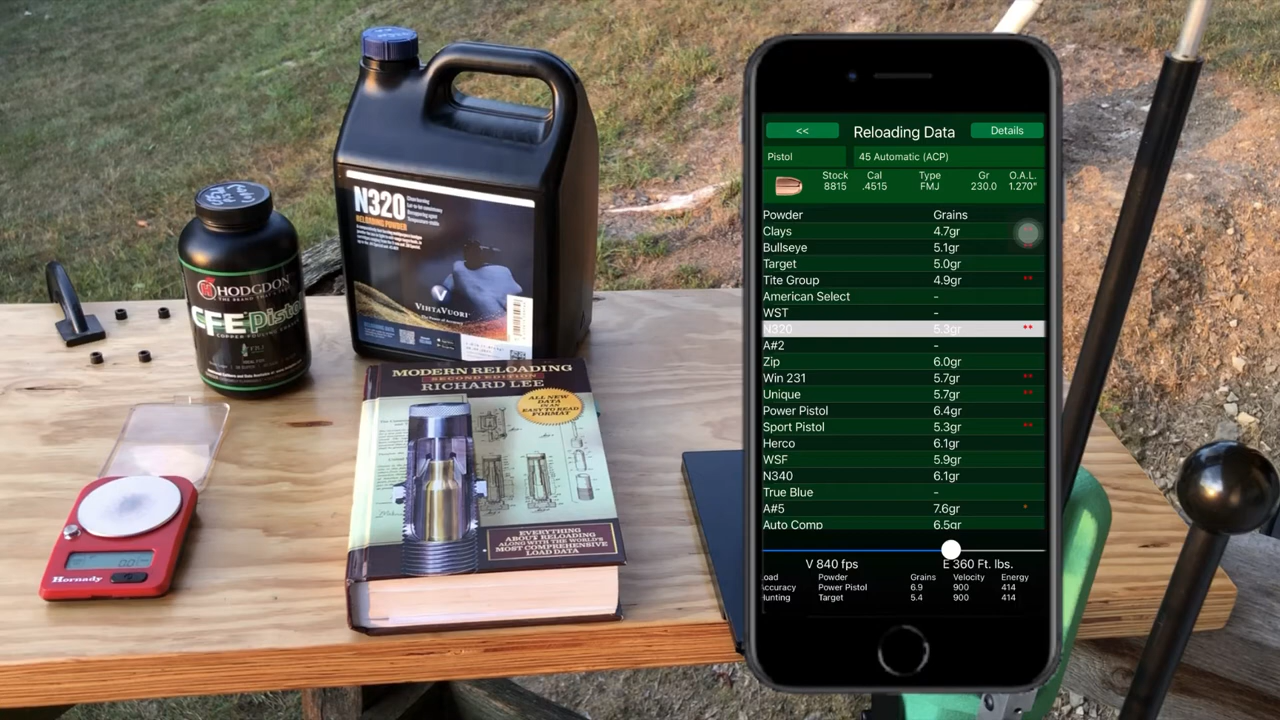 N320
RELOADING POWDER
VIHTAVUORI
HODGDON
CFE Pistol
MODERN RELOADING
SECOND EDITION
RICHARD LEE
ALL NEW
DATA
IN AN
EASY TO READ
FORMAT
EVERYTHING
ABOUT RELOADING
ALONG WITH THE WORLD'S
MOST COMPREHENSIVE
LOAD DATA
Hornady
<< Reloading Data Details
Pistol 45 Automatic (ACP)
Stock Cal Type Gr O.A.L.
8815 .4515 FMJ 230.0 1.270"
Powder Grains
Clays 4.7gr
Bullseye 5.1gr
Target 5.0gr
Tite Group 4.9gr **
American Select -
WST -
N320 5.3gr **
A#2 -
Zip 6.0gr
Win 231 5.7gr **
Unique 5.7gr **
Power Pistol 6.4gr
Sport Pistol 5.3gr **
Herco 6.1gr
WSF 5.9gr
N340 6.1gr
True Blue -
A#5 7.6gr *
Auto Comp 6.5gr
V 840 fps E 360 Ft. lbs.
oad Powder Grains Velocity Energy
ccuracy Power Pistol 6.9 900 414
unting Target 5.4 900 414